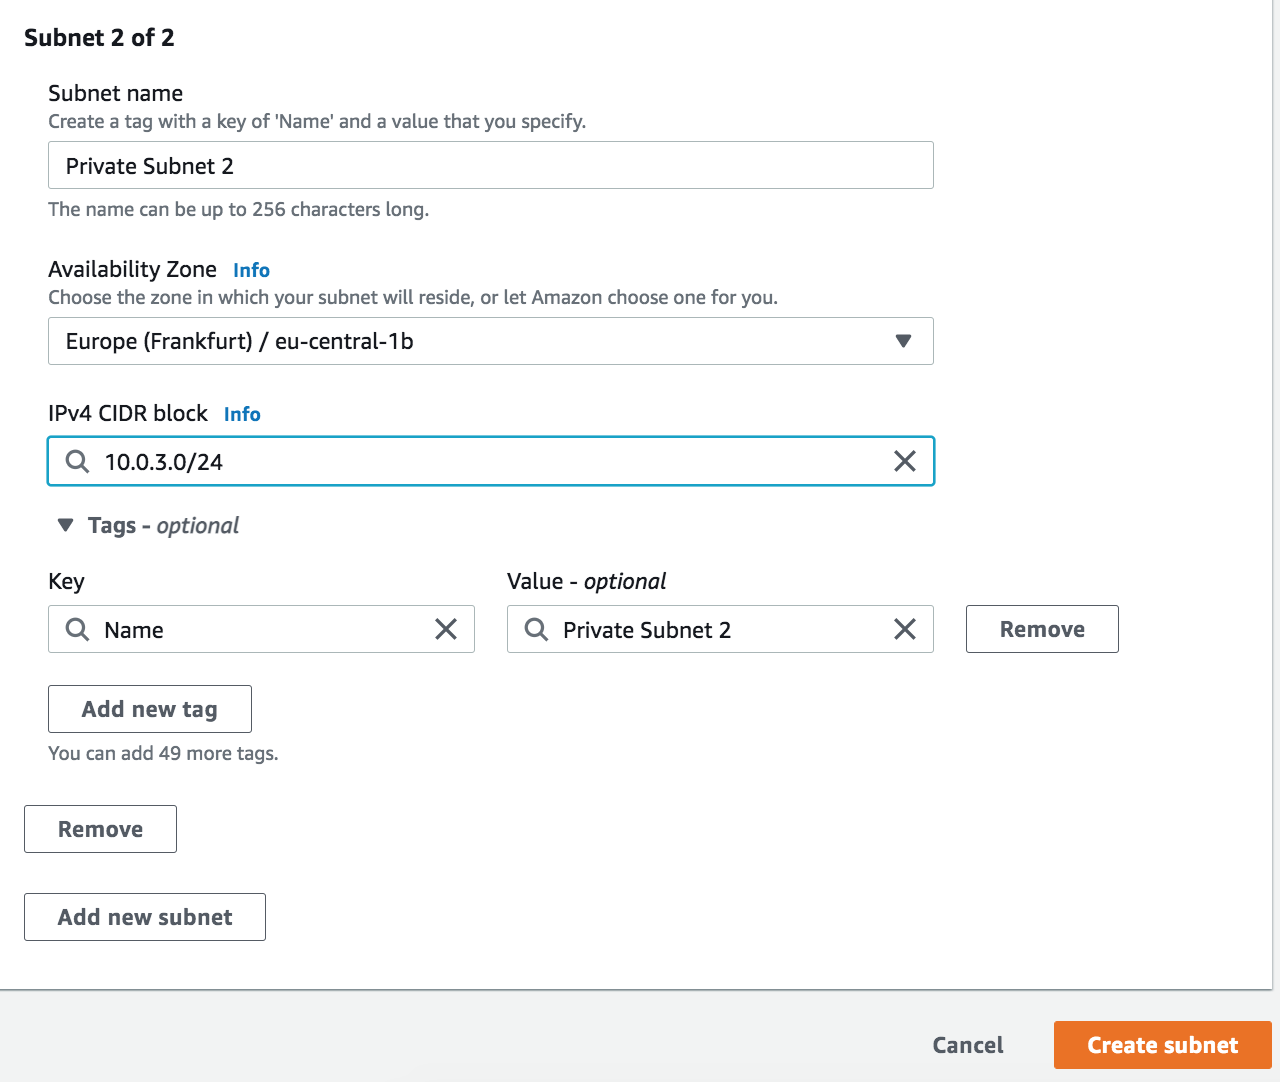 Subnet 2 of 2
Subnet name
Create a tag with a key of 'Name' and a value that you specify.
Private Subnet 2
The name can be up to 256 characters long.
Availability Zone Info
Choose the zone in which your subnet will reside, or let Amazon choose one for you.
Europe (Frankfurt) / eu-central-1b
IPv4 CIDR block Info
10.0.3.0/24
Tags - optional
Key Value - optional
Name Private Subnet 2 Remove
Add new tag
You can add 49 more tags.
Remove
Add new subnet
Cancel Create subnet